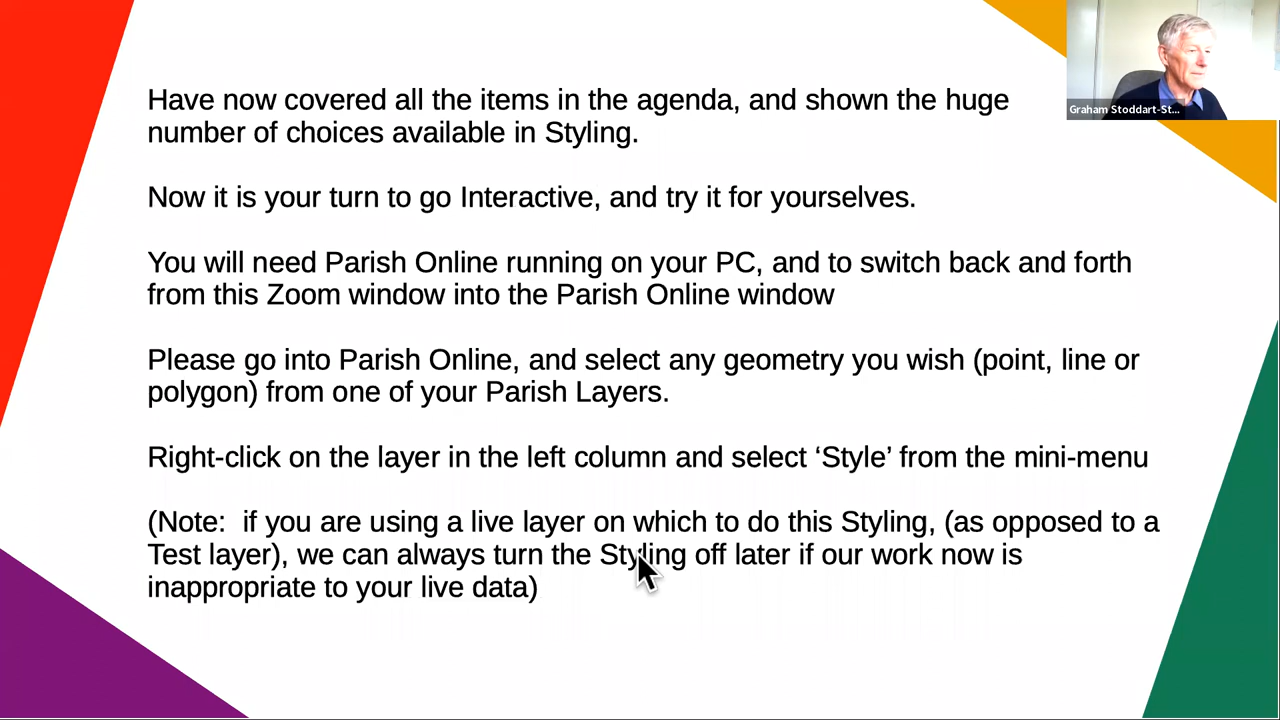 Have now covered all the items in the agenda, and shown the huge
number of choices available in Styling.
Now it is your turn to go Interactive, and try it for yourselves.
You will need Parish Online running on your PC, and to switch back and forth
from this Zoom window into the Parish Online window
Please go into Parish Online, and select any geometry you wish (point, line or
polygon) from one of your Parish Layers.
Right-click on the layer in the left column and select ‘Style’ from the mini-menu
(Note:  if you are using a live layer on which to do this Styling, (as opposed to a
Test layer), we can always turn the Styling off later if our work now is
inappropriate to your live data)
Graham Stoddart-St...